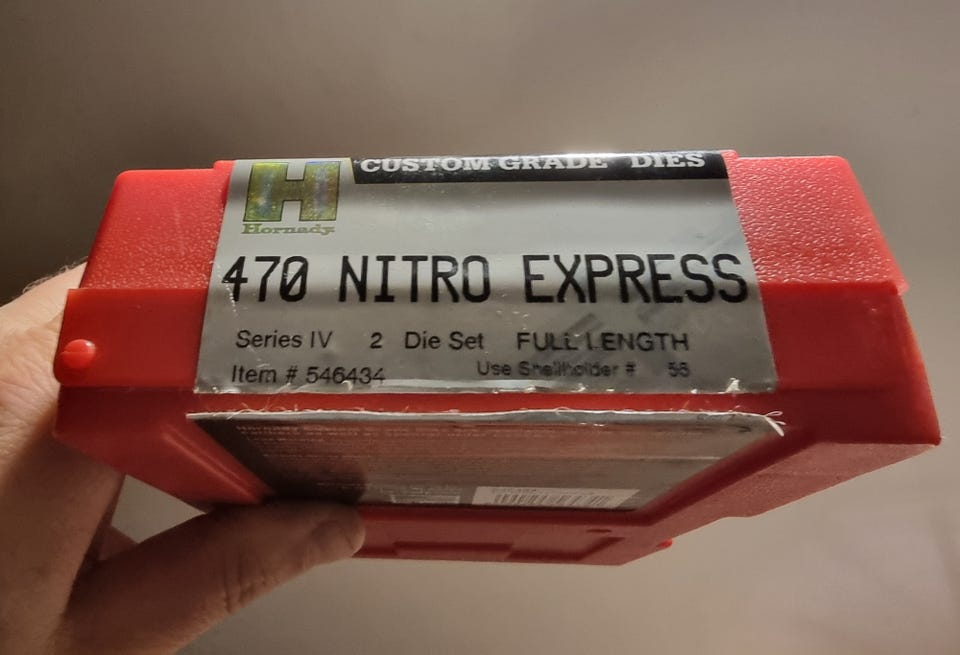 CUSTOM GRADE DIES
H
Hornady
470 NITRO EXPRESS
Series IV 2 Die Set FULL LENGTH
Item # 546434 Use Shellholder # 56